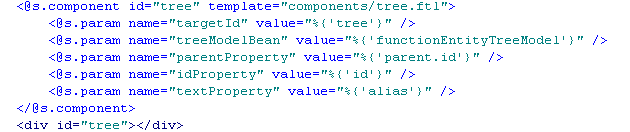 <@s.component id="tree" template="components/tree.ftl">
<@s.param name="targetId" value="%{'tree'}" />
<@s.param name="treeModelBean" value="%{'functionEntityTreeModel'}" />
<@s.param name="parentProperty" value="%{'parent.id'}" />
<@s.param name="idProperty" value="%{'id'}" />
<@s.param name="textProperty" value="%{'alias'}" />
</@s.component>
<div id="tree"></div>